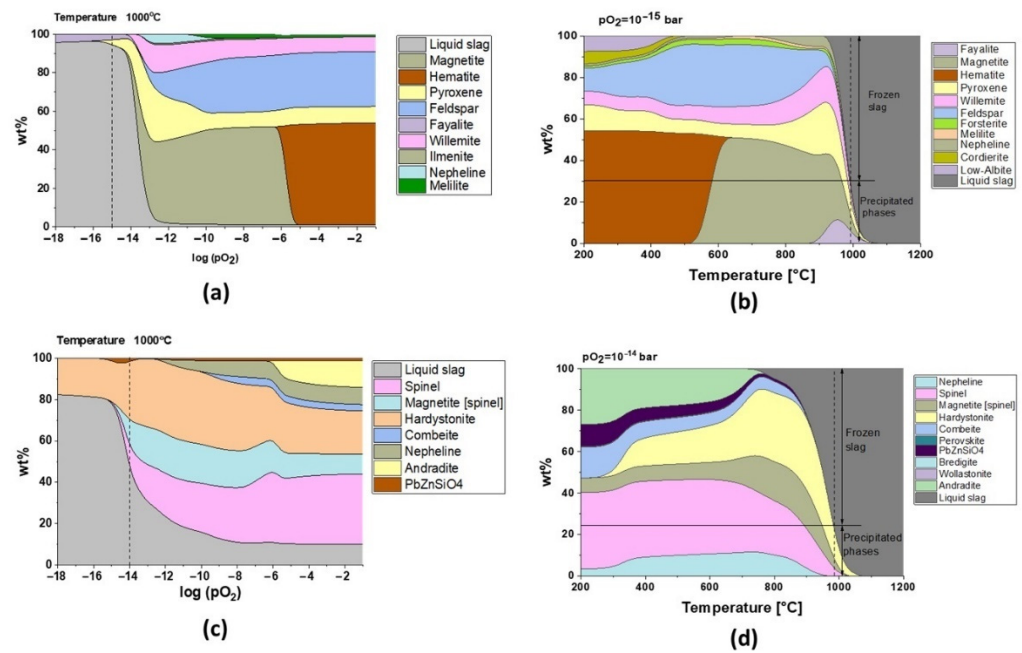 Temperature 1000°C
100
80
60
40
20
0
wt%
−18 −16 −14 −12 −10 −8 −6 −4 −2
log (pO2)
Liquid slag
Magnetite
Hematite
Pyroxene
Feldspar
Fayalite
Willemite
Ilmenite
Nepheline
Melilite
(a)
pO2=10⁻¹⁵ bar
100
80
60
40
20
0
wt%
200 400 600 800 1000 1200
Temperature [°C]
Frozen
slag
Precipitated
phases
Fayalite
Magnetite
Hematite
Pyroxene
Willemite
Feldspar
Forsterite
Melilite
Nepheline
Cordierite
Low-Albite
Liquid slag
(b)
Temperature 1000°C
100
80
60
40
20
0
wt%
−18 −16 −14 −12 −10 −8 −6 −4 −2
log (pO2)
Liquid slag
Spinel
Magnetite [spinel]
Hardystonite
Combeite
Nepheline
Andradite
PbZnSiO4
(c)
pO2=10⁻¹⁴ bar
100
80
60
40
20
0
wt%
200 400 600 800 1000 1200
Temperature [°C]
Frozen
slag
Precipitated
phases
Nepheline
Spinel
Magnetite [spinel]
Hardystonite
Combeite
Perovskite
PbZnSiO4
Bredigite
Wollastonite
Andradite
Liquid slag
(d)